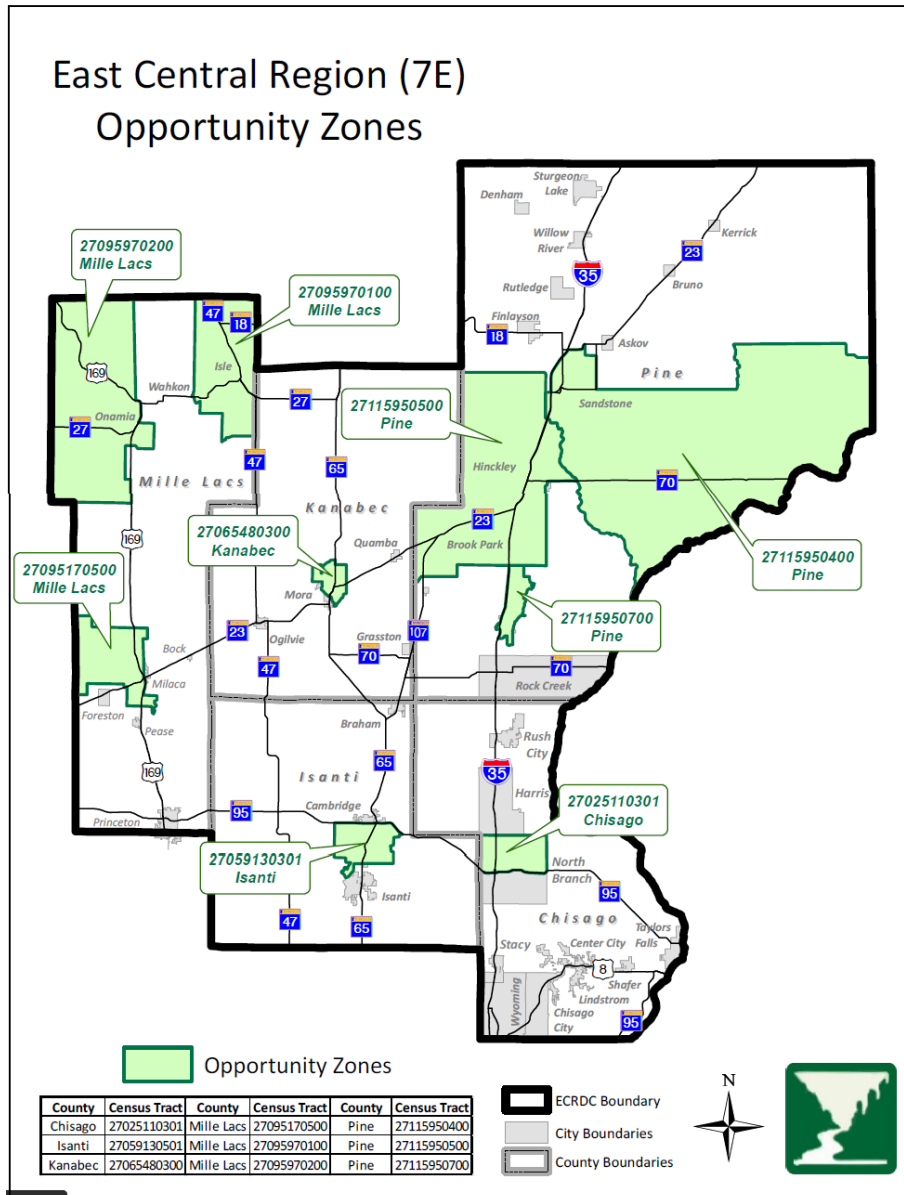 East Central Region (7E)
Opportunity Zones
Sturgeon
Lake
Denham
Willow
River
Kerrick
23
35
Bruno
Rutledge
Finlayson
18
Askov
Pine
Sandstone
27095970200
Mille Lacs
27095970100
Mille Lacs
47
18
Isle
169
Wahkon
Onamia
27
27
27115950500
Pine
47
65
Hinckley
70
Mille Lacs
Kanabec
169
27065480300
Kanabec
Quamba
23
Brook Park
27115950400
Pine
27095170500
Mille Lacs
Mora
27115950700
Pine
23
Ogilvie
Grasston
107
Bock
47
70
70
Milaca
Rock Creek
Foreston
Pease
Braham
Rush
City
169
65
35
Isanti
Harris
95
Cambridge
27025110301
Chisago
Princeton
27059130301
Isanti
North
Branch
Isanti
95
47
65
Chisago
Taylors
Falls
Stacy
Center City
8
Shafer
Lindstrom
Wyoming
Chisago
City
95
Opportunity Zones
County Census Tract County Census Tract County Census Tract
Chisago 27025110301 Mille Lacs 27095170500 Pine 27115950400
Isanti 27059130501 Mille Lacs 27095970100 Pine 27115950500
Kanabec 27065480300 Mille Lacs 27095970200 Pine 27115950700
ECRDC Boundary
City Boundaries
County Boundaries
N